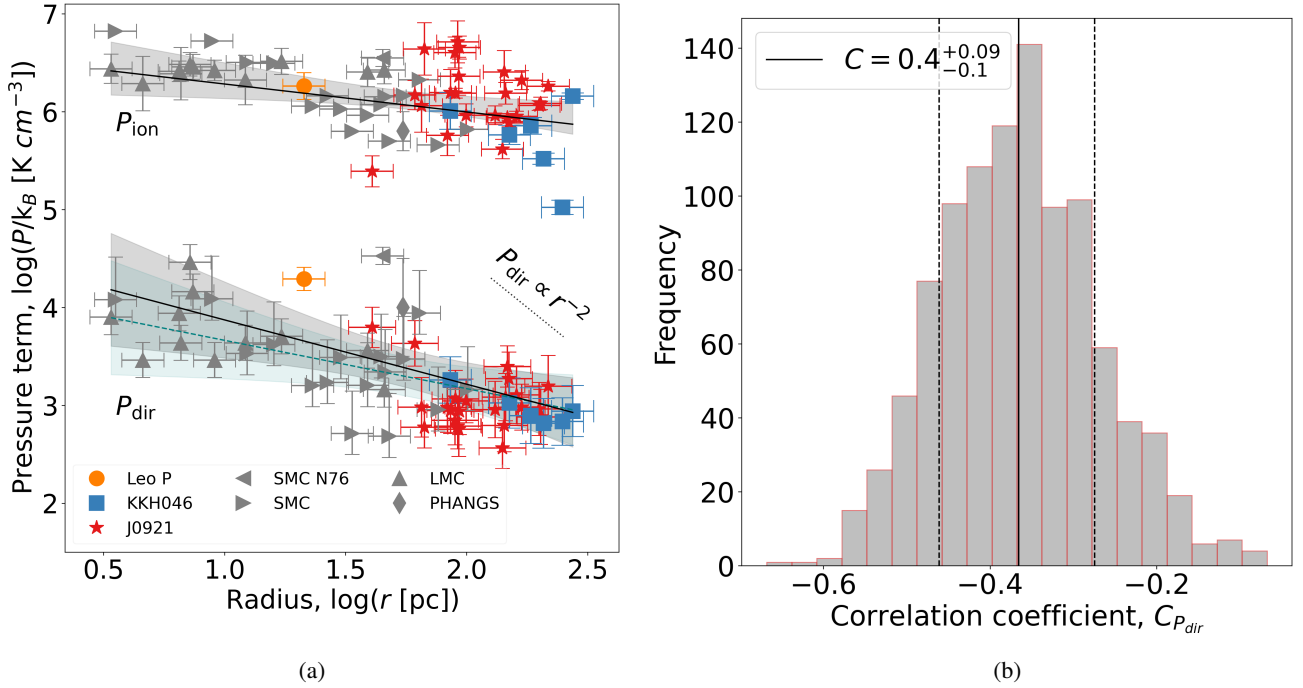 7
6
5
4
3
2
Pressure term, log(P/k_B [K cm^{-3}])
P_ion
P_dir ∝ r^{-2}
P_dir
Leo P
KKH046
J0921
SMC N76
SMC
LMC
PHANGS
0.5 1.0 1.5 2.0 2.5
Radius, log(r [pc])
(a)
140
120
100
80
60
40
20
0
Frequency
C = 0.4^{+0.09}_{-0.1}
−0.6 −0.4 −0.2
Correlation coefficient, C_{P_{dir}}
(b)